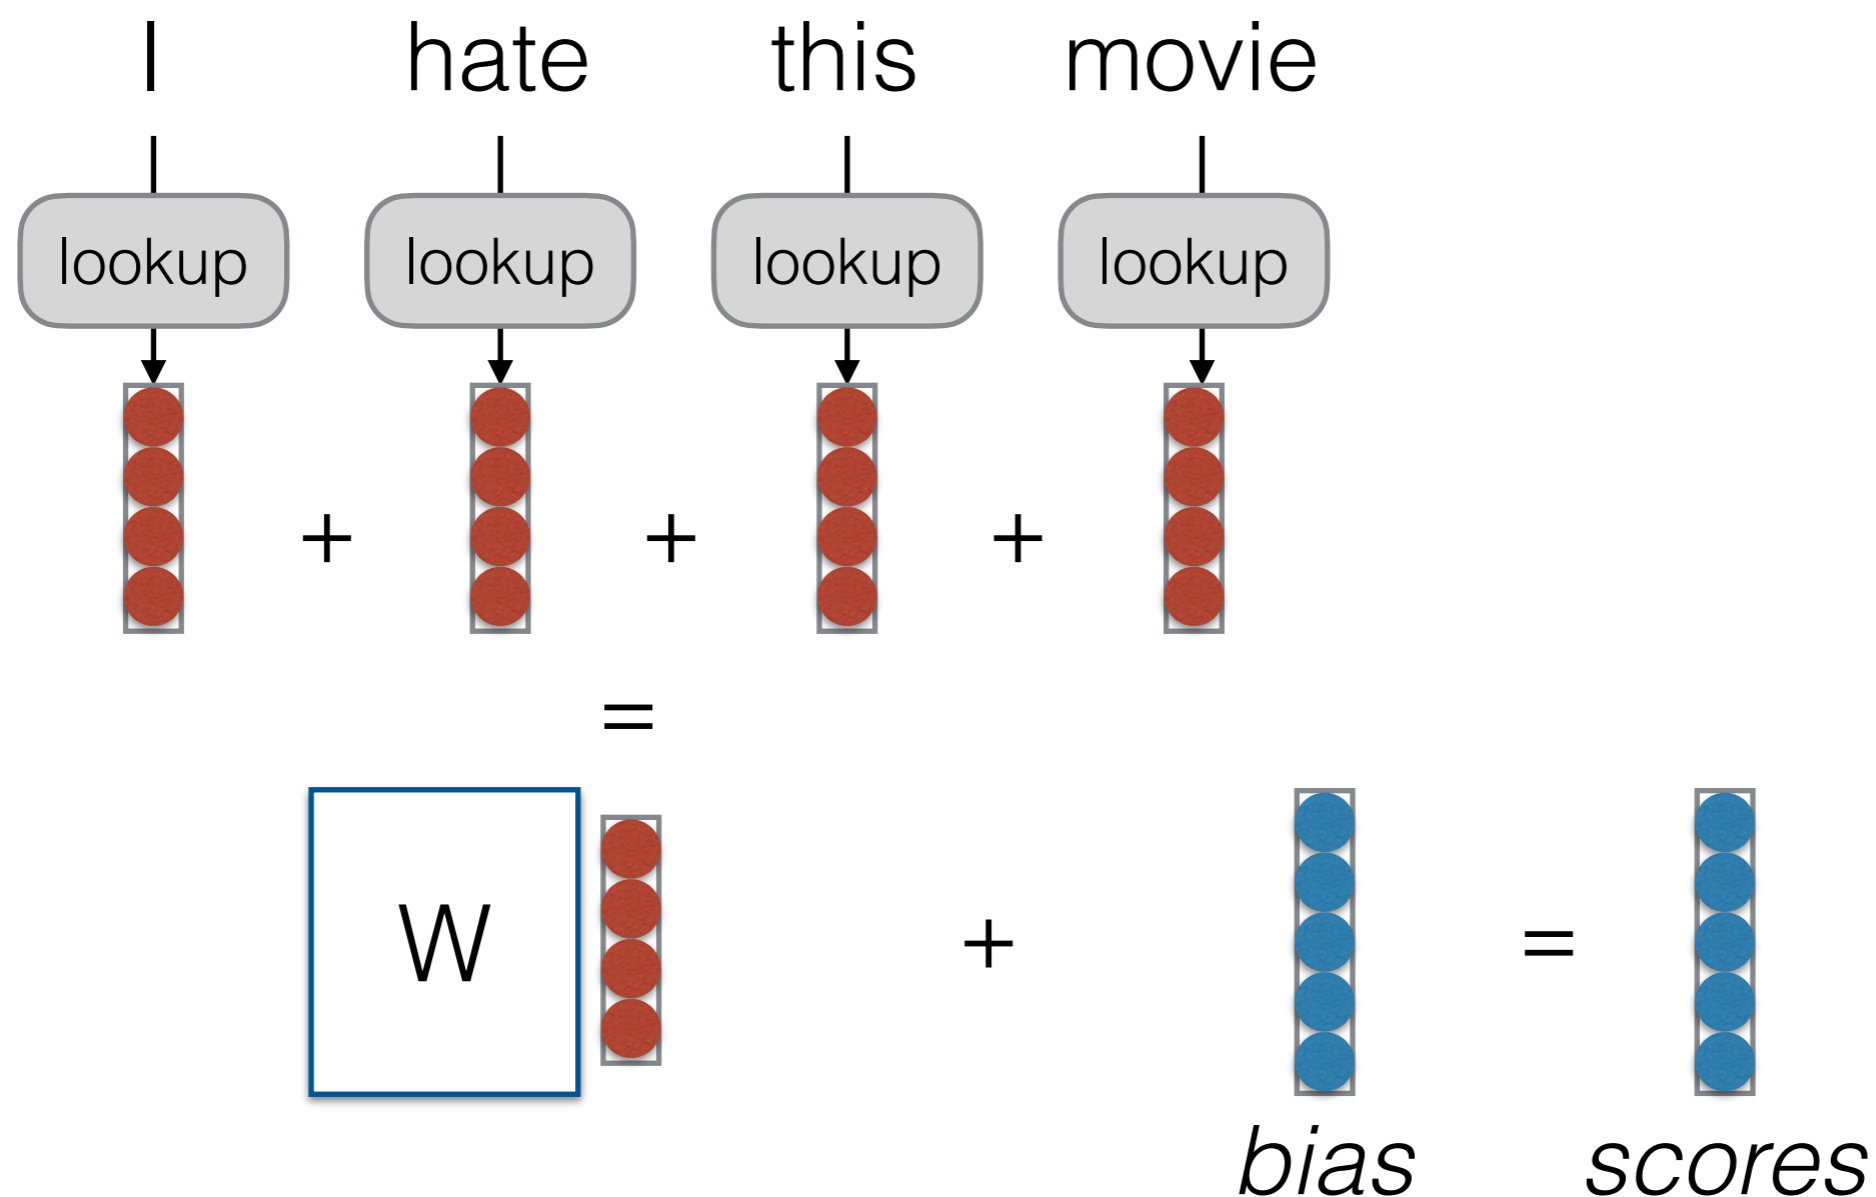 I hate this movie
lookup lookup lookup lookup
+ + +
=
W + =
bias scores